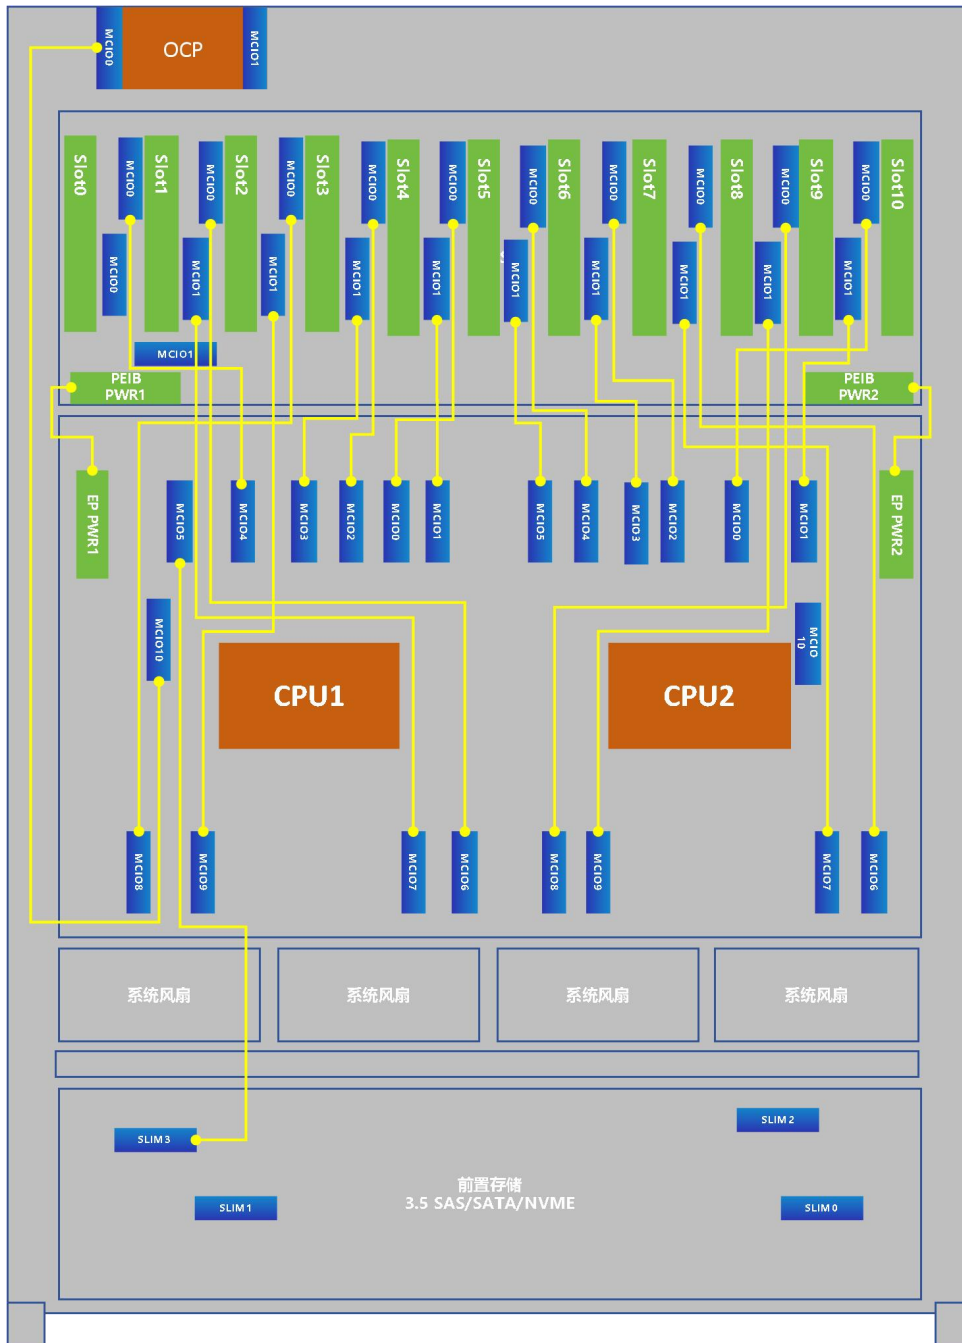 MCIO0
OCP
MCIO1
Slot0
MCIO0
Slot1
MCIO0
Slot2
MCIO0
Slot3
MCIO0
Slot4
MCIO0
Slot5
MCIO0
Slot6
MCIO0
Slot7
MCIO0
Slot8
MCIO0
Slot9
MCIO0
Slot10
MCIO0
MCIO1
MCIO1
MCIO1
MCIO1
MCIO1
MCIO1
MCIO1
MCIO1
MCIO1
MCIO1
PEIB
PWR1
PEIB
PWR2
EP PWR1
MCIO5
MCIO4
MCIO3
MCIO2
MCIO0
MCIO1
MCIO5
MCIO4
MCIO3
MCIO2
MCIO0
MCIO1
EP PWR2
MCIO10
MCIO
10
CPU1
CPU2
MCIO8
MCIO9
MCIO7
MCIO6
MCIO8
MCIO9
MCIO7
MCIO6
系统风扇
系统风扇
系统风扇
系统风扇
SLIM2
SLIM3
前置存储
3.5 SAS/SATA/NVME
SLIM1
SLIM0